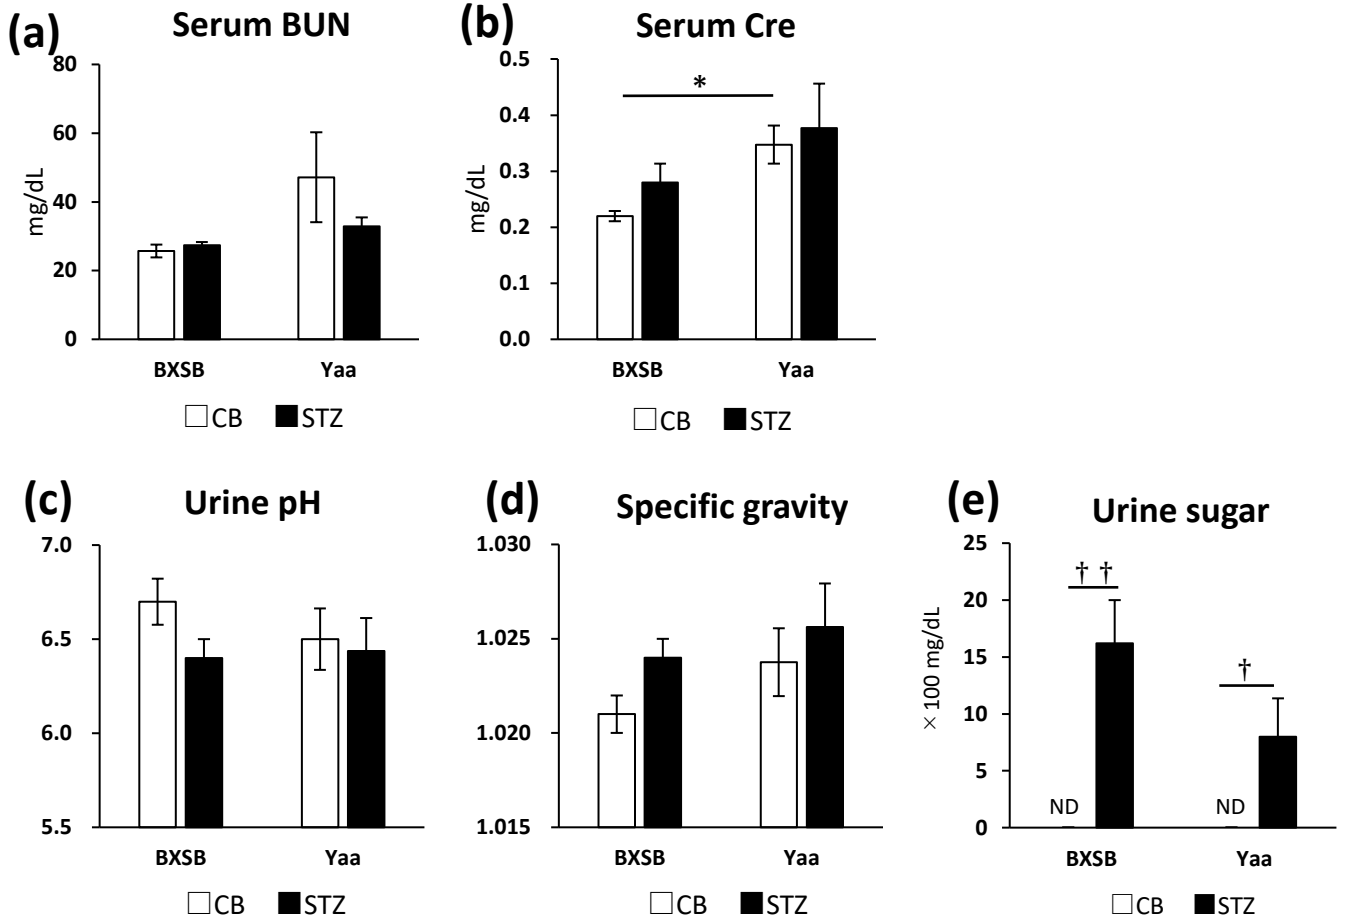 (a) Serum BUN
80
60
40
20
0
mg/dL
BXSB Yaa
CB STZ
(b) Serum Cre
0.5
0.4
0.3
0.2
0.1
0.0
mg/dL
*
BXSB Yaa
CB STZ
(c) Urine pH
7.0
6.5
6.0
5.5
BXSB Yaa
CB STZ
(d) Specific gravity
1.030
1.025
1.020
1.015
BXSB Yaa
CB STZ
(e) Urine sugar
25
20
15
10
5
0
×100 mg/dL
† †
†
ND ND
BXSB Yaa
CB STZ